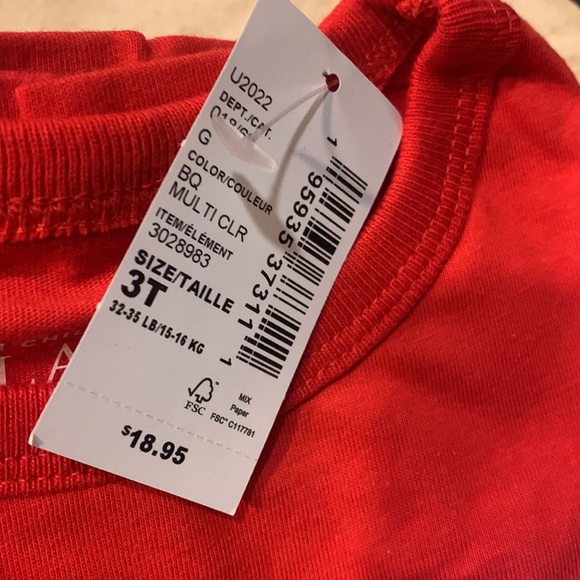 U2022
DEPT./CAT.
G
COLOR/COULEUR
BQ
MULTI CLR
ITEM/ÉLÉMENT
3028983
SIZE/TAILLE
3T
32-35 LB/15-16 KG
1 95935 37311 1
FSC
MIX
Paper
FSC® C117781
$18.95